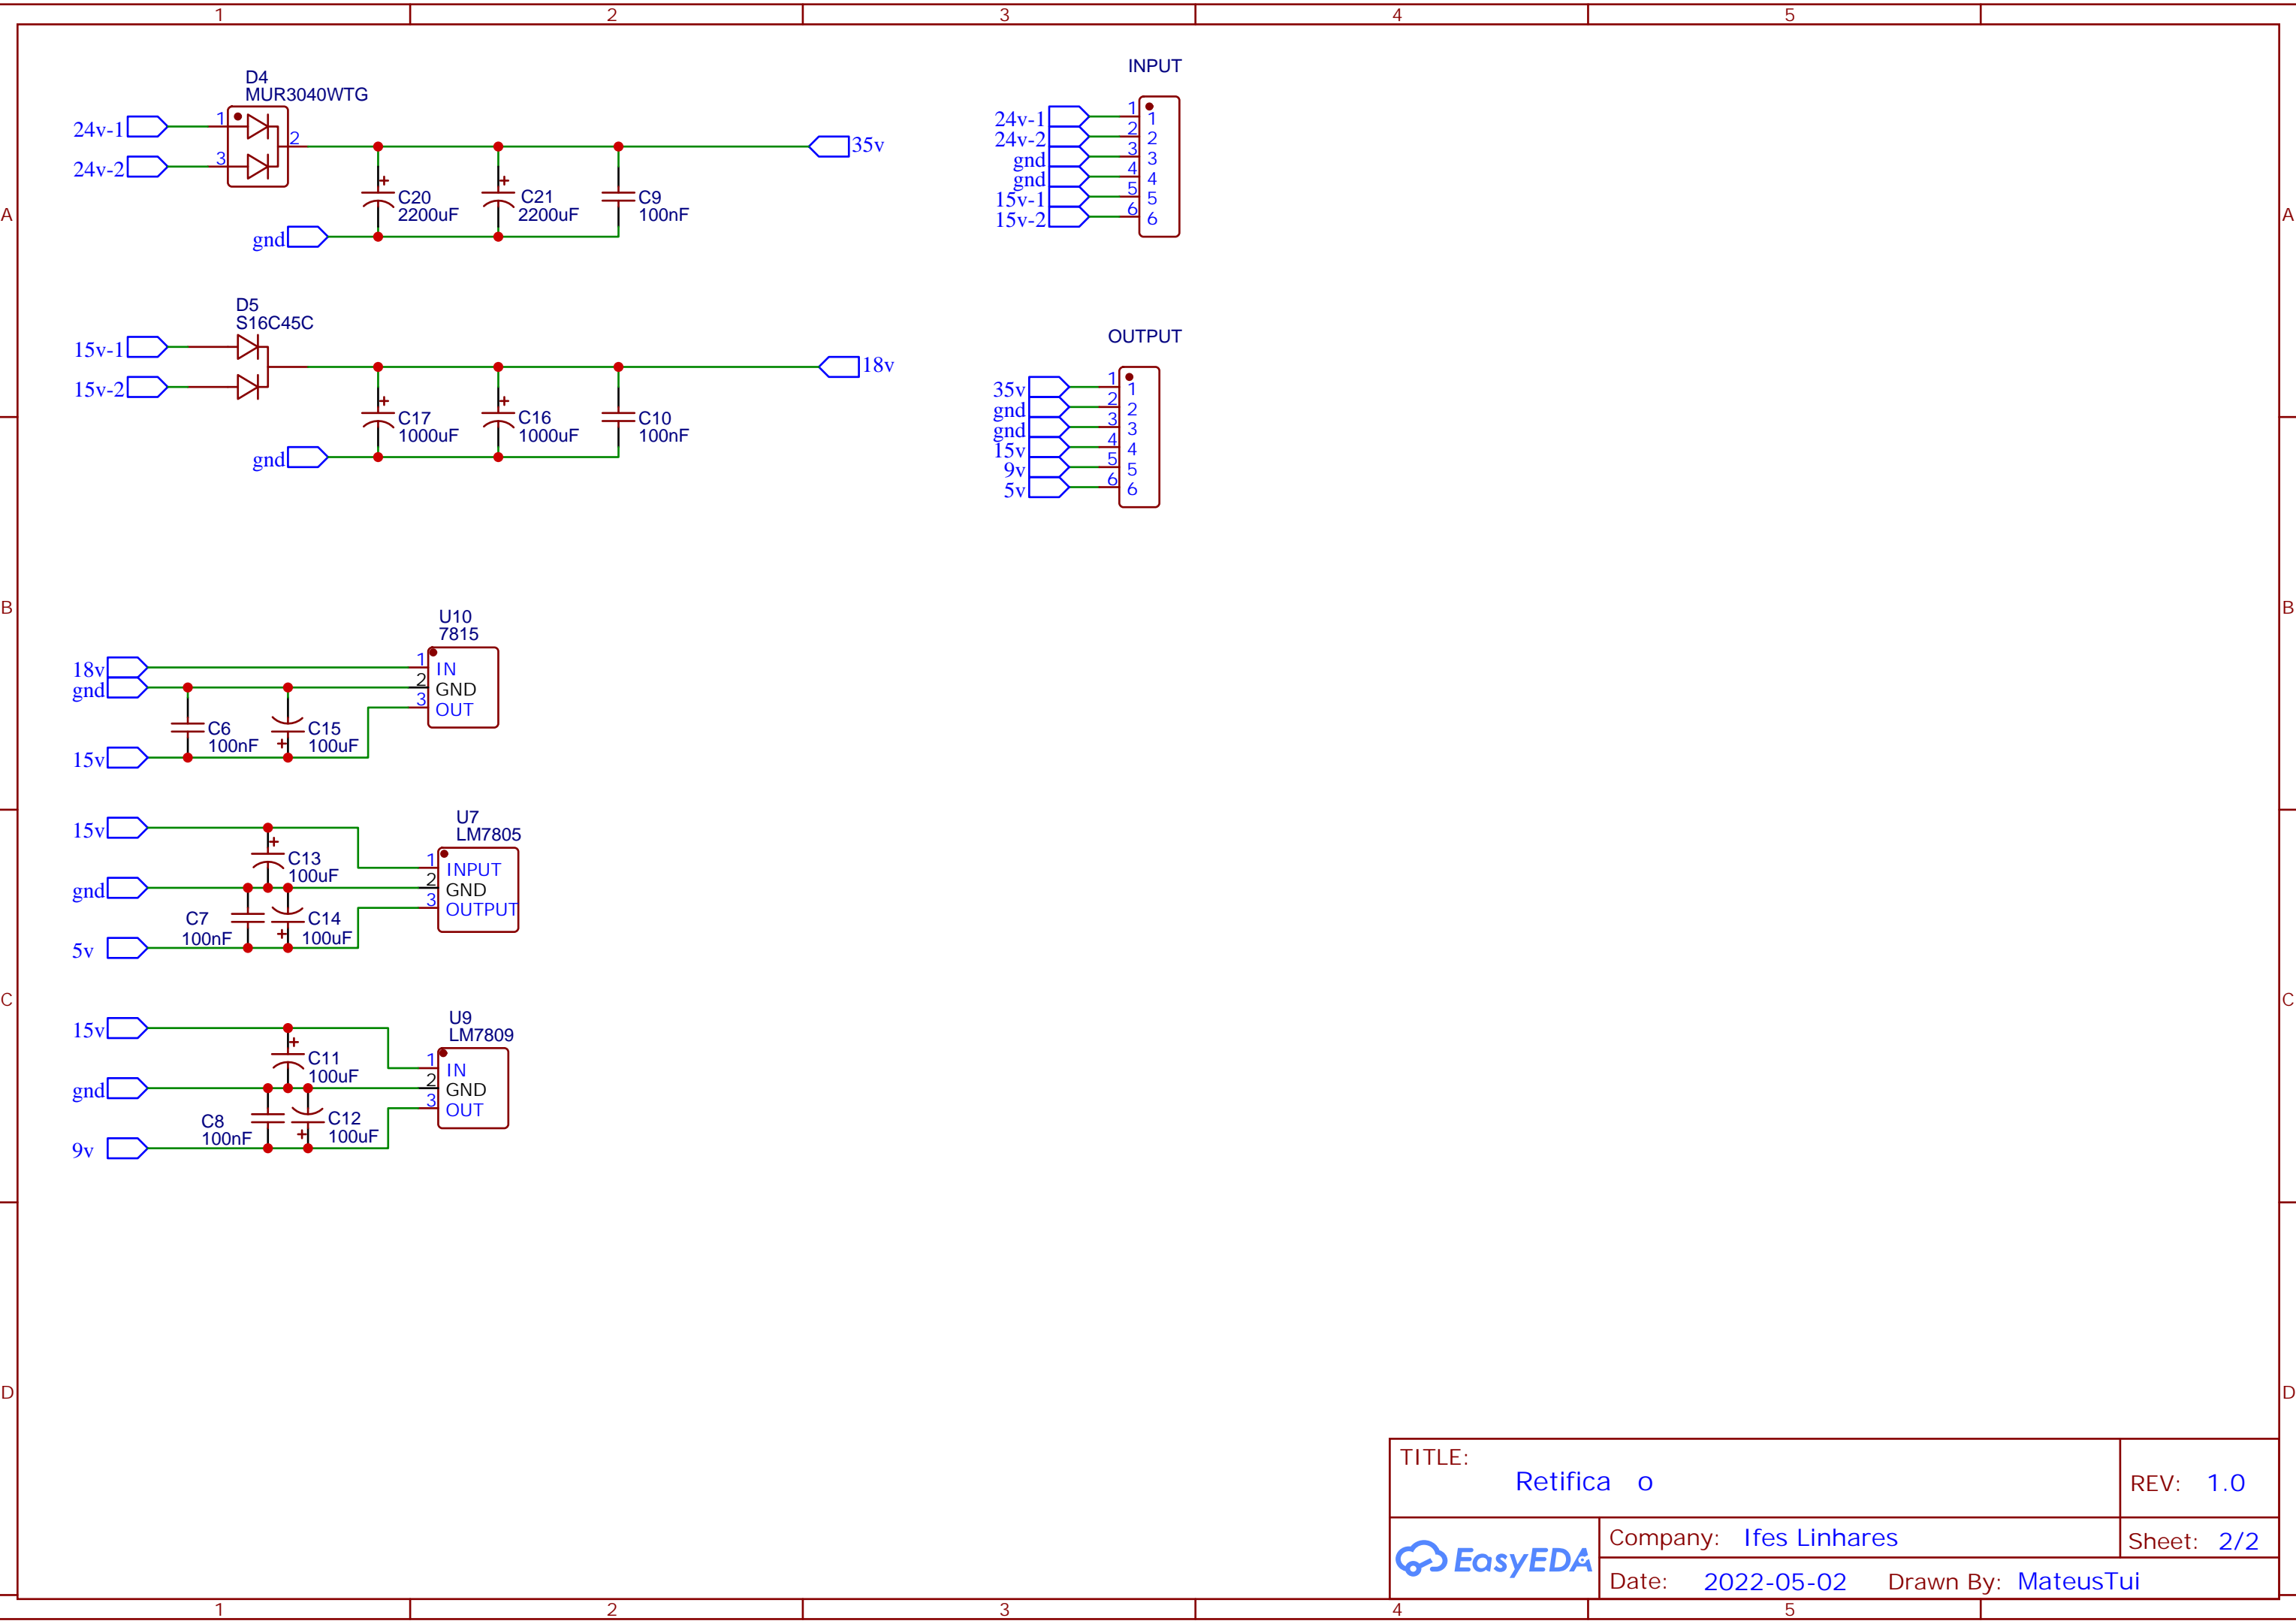 1 2 3 4 5
A
B
C
D
A
B
C
D
1 2 3 4 5
D4
MUR3040WTG
24v-1 1
2
24v-2 3
35v
C20
2200uF
C21
2200uF
C9
100nF
gnd
D5
S16C45C
15v-1
15v-2
18v
C17
1000uF
C16
1000uF
C10
100nF
gnd
INPUT
24v-1 1 1
24v-2 2 2
gnd 3 3
gnd 4 4
15v-1 5 5
15v-2 6 6
OUTPUT
35v 1 1
gnd 2 2
gnd 3 3
15v 4 4
9v 5 5
5v 6 6
U10
7815
18v 1 IN
gnd 2 GND
3 OUT
C6
100nF
C15
+ 100uF
15v
U7
LM7805
15v
C13
100uF
1 INPUT
gnd 2 GND
3 OUTPUT
C7
100nF
C14
100uF
5v
U9
LM7809
15v
C11
100uF
1 IN
gnd 2 GND
3 OUT
C8
100nF
C12
100uF
9v
TITLE:
Retifica o
REV: 1.0
EasyEDA
Company: Ifes Linhares
Sheet: 2/2
Date: 2022-05-02 Drawn By: MateusTui